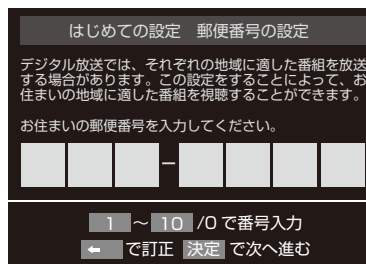 はじめての設定　郵便番号の設定
デジタル放送では、それぞれの地域に適した番組を放送
する場合があります。この設定をすることによって、お
住まいの地域に適した番組を視聴することができます。
お住まいの郵便番号を入力してください。
－
1 ～ 10 /0 で番号入力
← で訂正 決定 で次へ進む